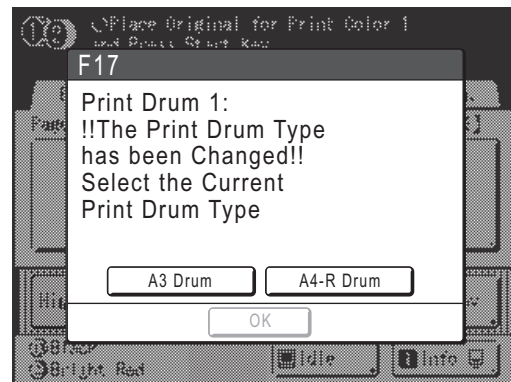 Place Original for Print Color 1
and Press Start Key
F17
Print Drum 1:
!!The Print Drum Type
has been Changed!!
Select the Current
Print Drum Type
A3 Drum
A4-R Drum
OK
Idle
Info
Bright Red